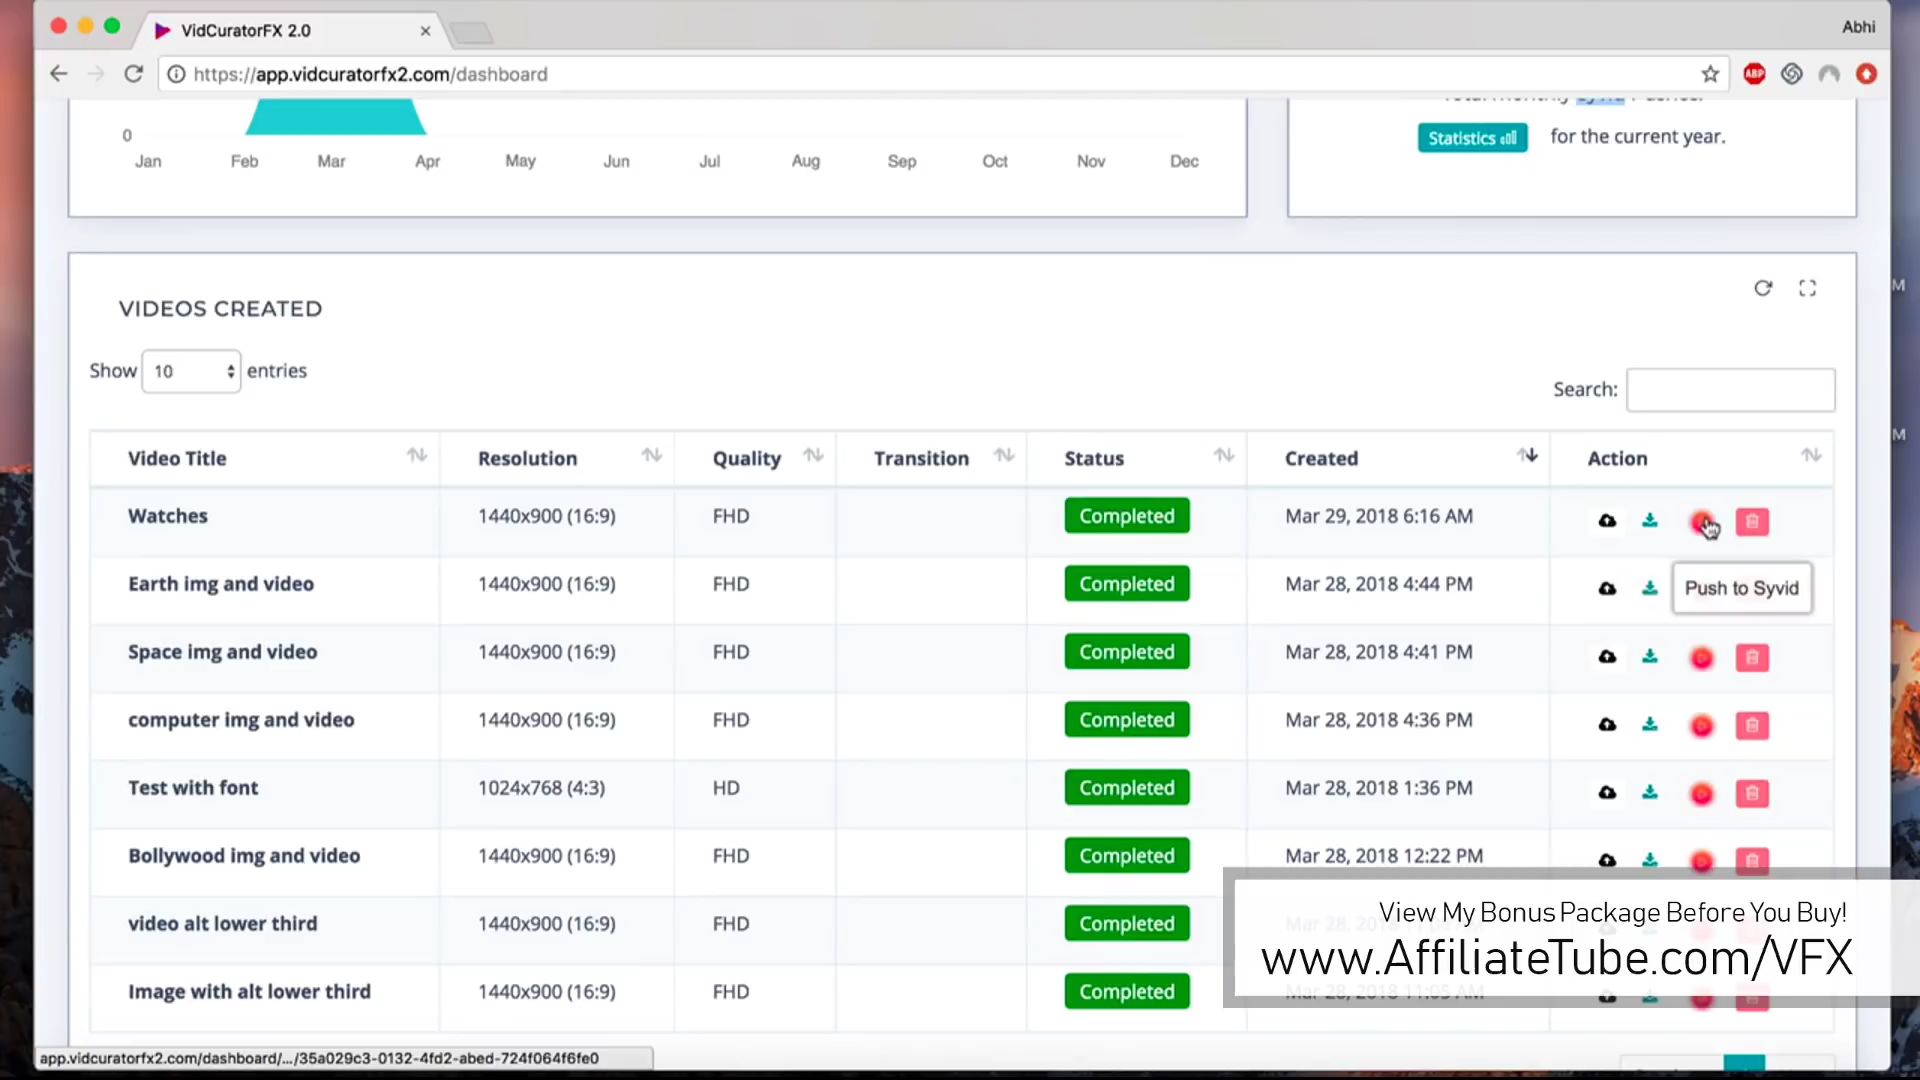 VidCuratorFX 2.0
Abhi
https://app.vidcuratorfx2.com/dashboard
0
Jan Feb Mar Apr May Jun Jul Aug Sep Oct Nov Dec
Statistics for the current year.
VIDEOS CREATED
Show 10 entries
Search:
Video Title Resolution Quality Transition Status Created Action
Watches 1440x900 (16:9) FHD Completed Mar 29, 2018 6:16 AM
Earth img and video 1440x900 (16:9) FHD Completed Mar 28, 2018 4:44 PM
Push to Syvid
Space img and video 1440x900 (16:9) FHD Completed Mar 28, 2018 4:41 PM
computer img and video 1440x900 (16:9) FHD Completed Mar 28, 2018 4:36 PM
Test with font 1024x768 (4:3) HD Completed Mar 28, 2018 1:36 PM
Bollywood img and video 1440x900 (16:9) FHD Completed Mar 28, 2018 12:22 PM
video alt lower third 1440x900 (16:9) FHD Completed
View My Bonus Package Before You Buy!
www.AffiliateTube.com/VFX
Image with alt lower third 1440x900 (16:9) FHD Completed Mar 28, 2018 11:05 AM
app.vidcuratorfx2.com/dashboard/.../35a029c3-0132-4fd2-abed-724f064f6fe0
M
M
ABP